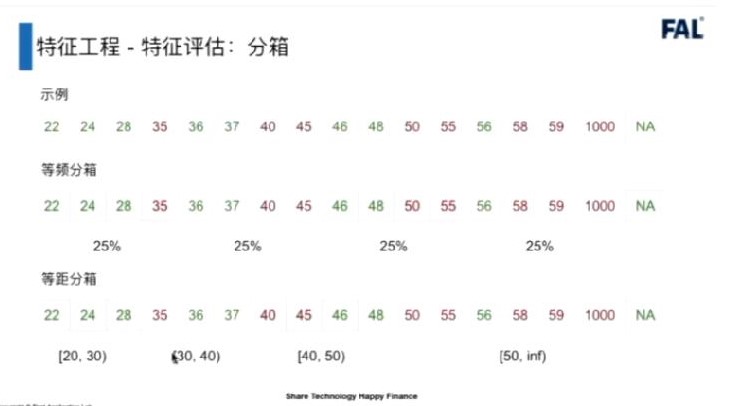 FAL
特征工程 - 特征评估：分箱
示例
22 24 28 35 36 37 40 45 46 48 50 55 56 58 59 1000 NA
等频分箱
22 24 28 35 36 37 40 45 46 48 50 55 56 58 59 1000 NA
25% 25% 25% 25%
等距分箱
22 24 28 35 36 37 40 45 46 48 50 55 56 58 59 1000 NA
[20, 30) [30, 40) [40, 50) [50, inf)
Share Technology Happy Finance